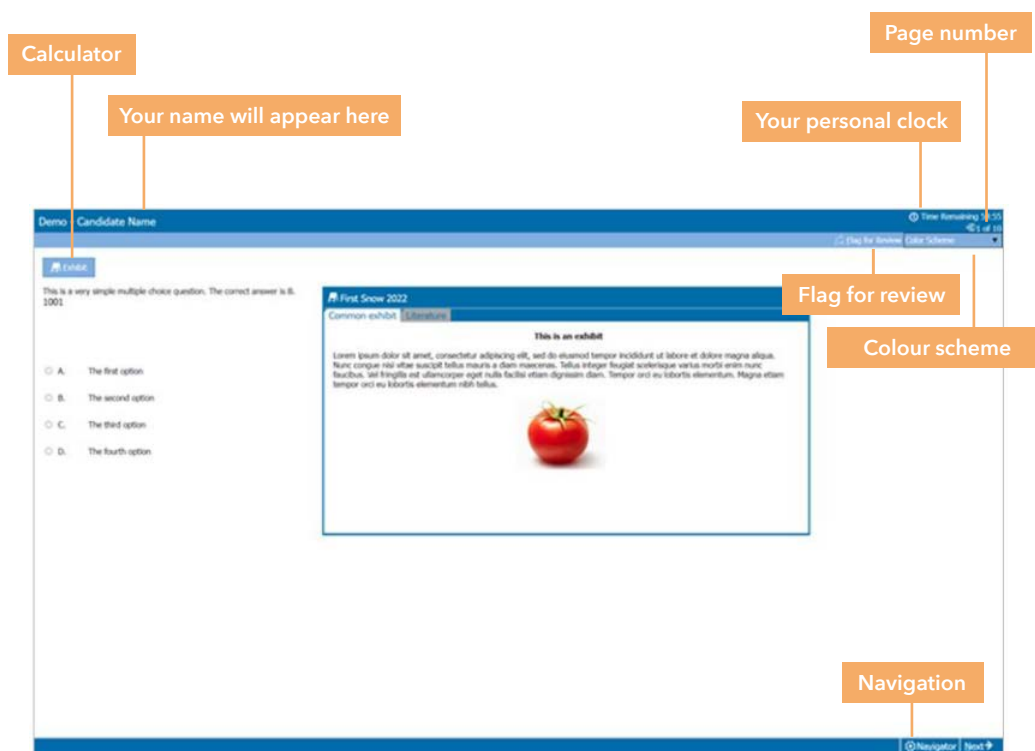 Page number
Calculator
Your name will appear here
Your personal clock
Demo - Candidate Name
Time Remaining
1 of 10
Flag for Review
Color Scheme
Exhibit
This is a very simple multiple choice question. The correct answer is B.
1001
A. The first option
B. The second option
C. The third option
D. The fourth option
First Snow 2022
Common exhibit Literature
This is an exhibit
Lorem ipsum dolor sit amet, consectetur adipiscing elit, sed do eiusmod tempor incididunt ut labore et dolore magna aliqua.
Nunc congue nisi vitae suscipit tellus mauris a diam maecenas. Tellus integer feugiat scelerisque varius morbi enim nunc
faucibus. Vel fringilla est ullamcorper eget nulla facilisi etiam dignissim diam. Tempor orci eu lobortis elementum. Magna etiam
tempor orci eu lobortis elementum nibh tellus.
Flag for review
Colour scheme
Navigation
Navigator Next